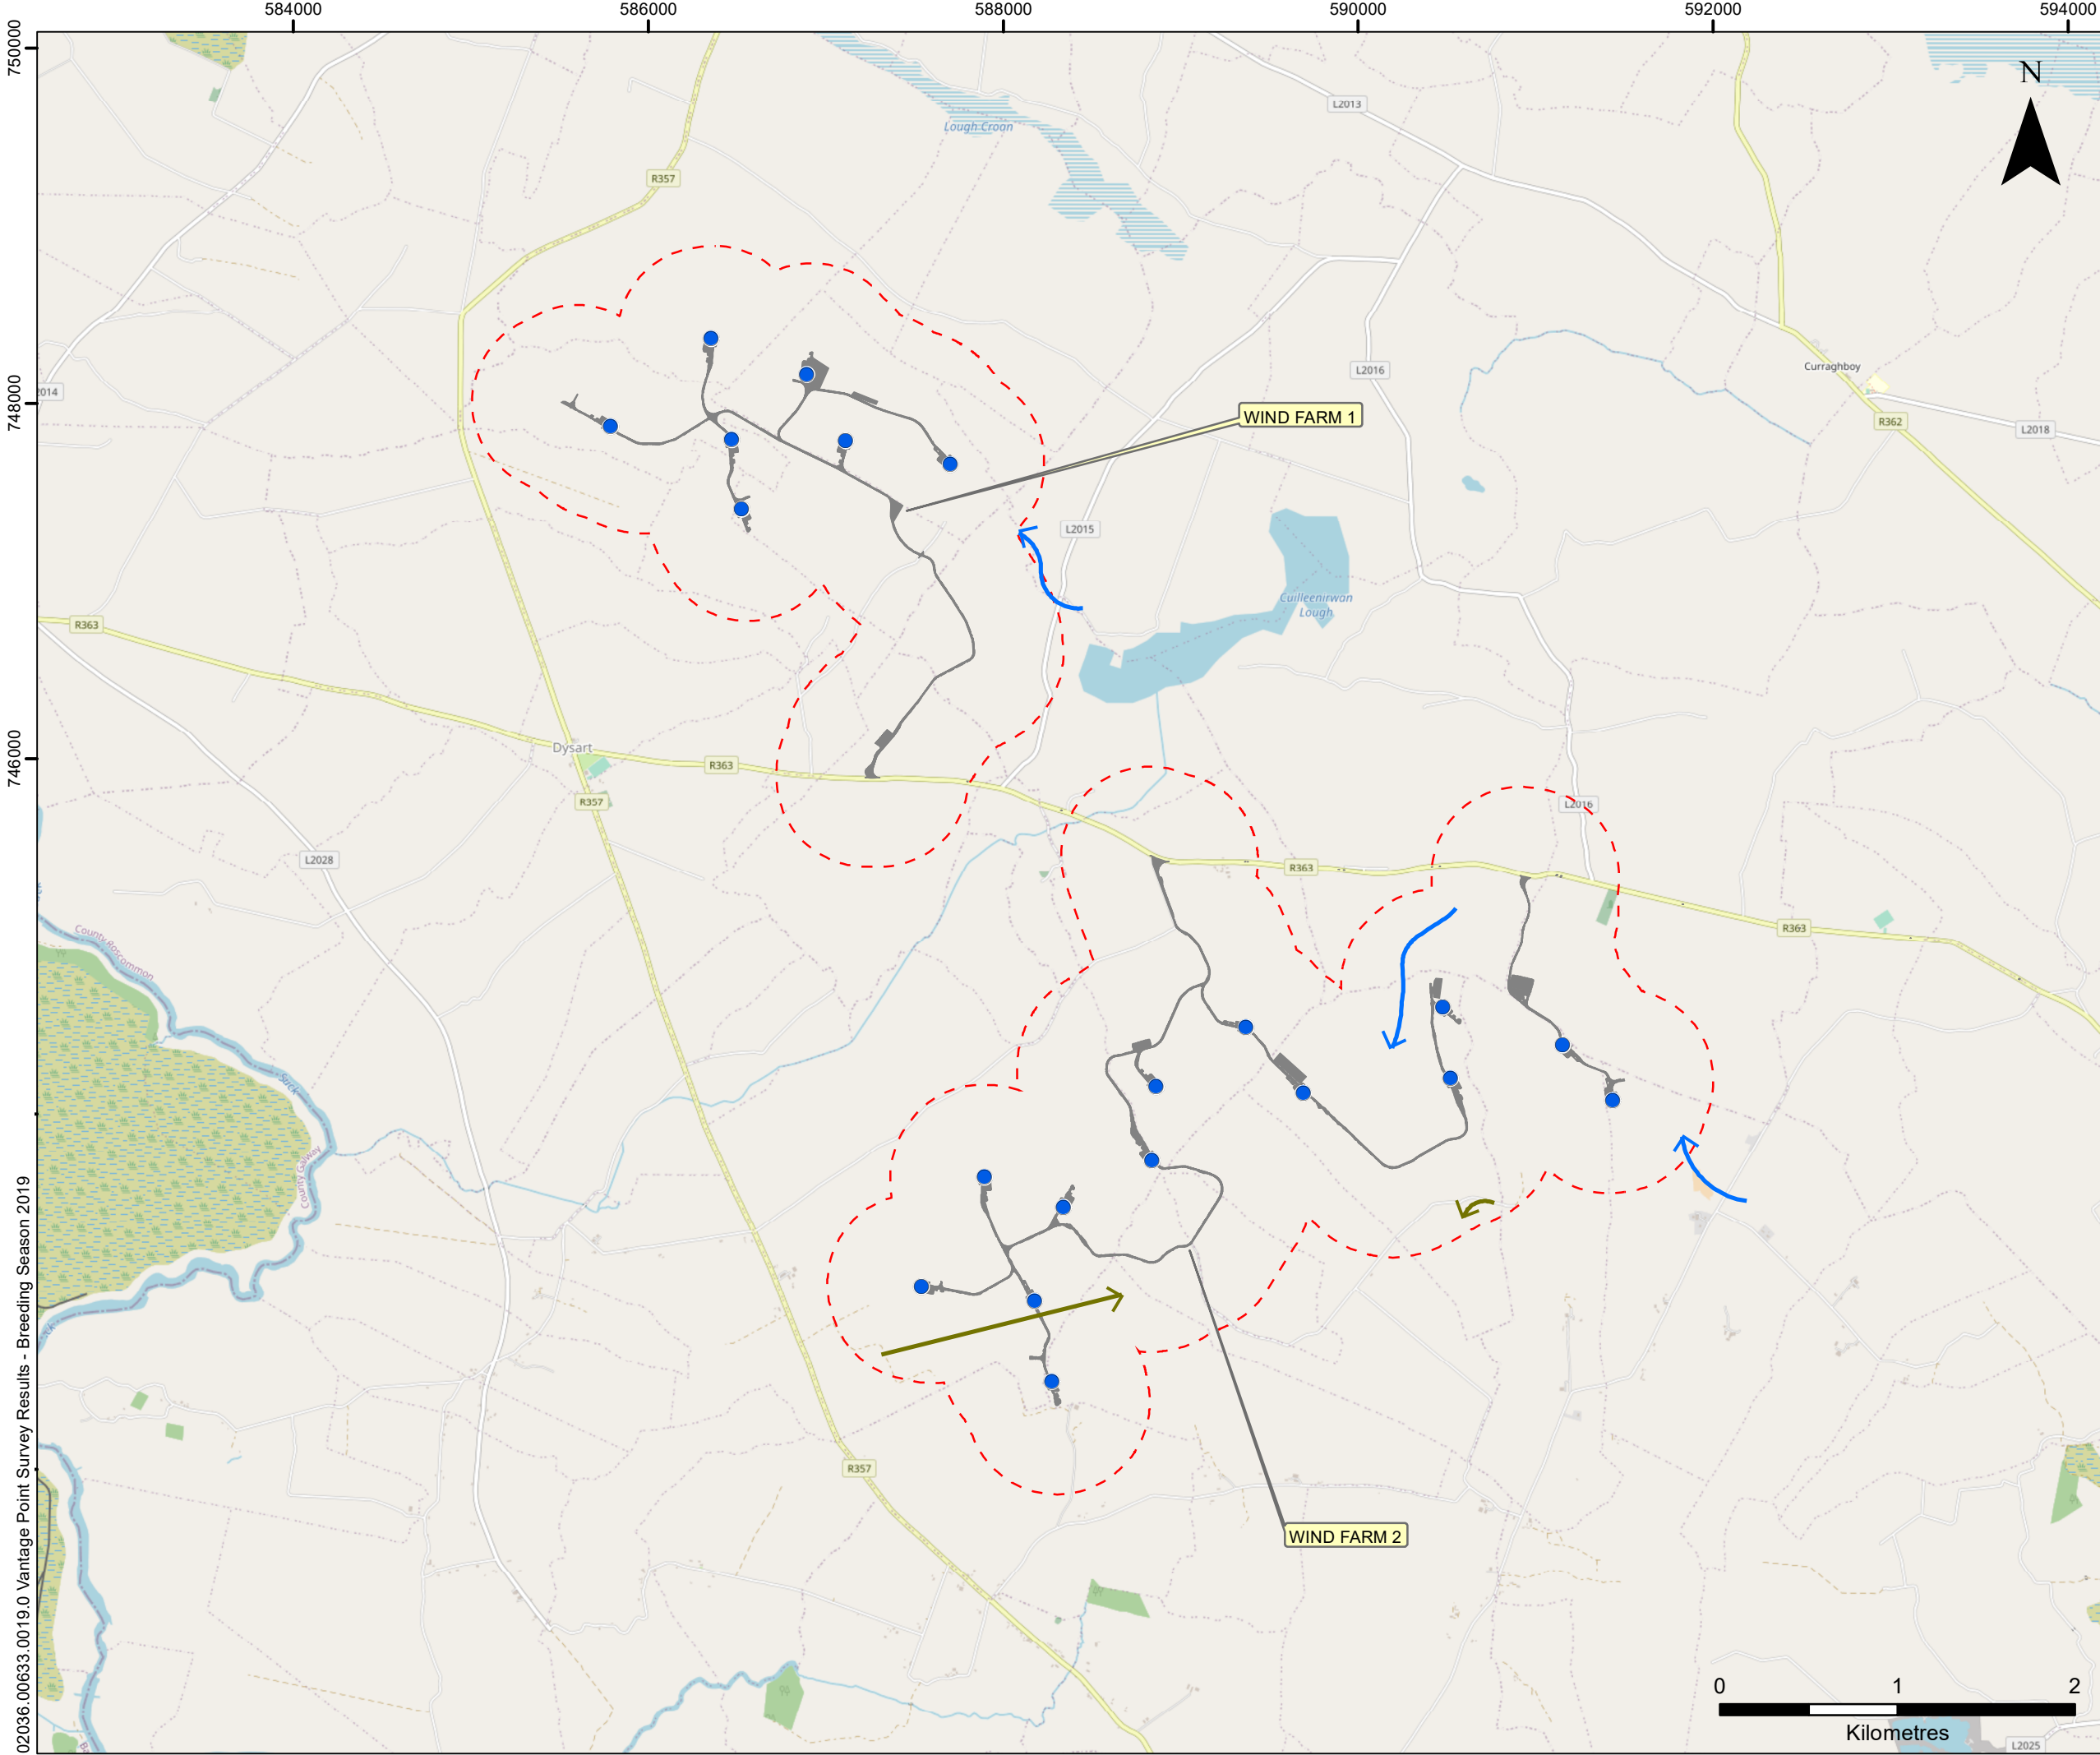 584000
586000
588000
590000
592000
594000
750000
748000
746000
N
L2013
Lough Croan
R357
2014
L2016
Curraghboy
WIND FARM 1
R362
L2018
L2015
Cuilleenirwan
Lough
R363
Dysart
R363
R357
L2016
L2028
R363
R363
County Roscommon
Suck
County Galway
R357
WIND FARM 2
0 1 2
Kilometres
L2025
02036.00633.0019.0 Vantage Point Survey Results - Breeding Season 2019